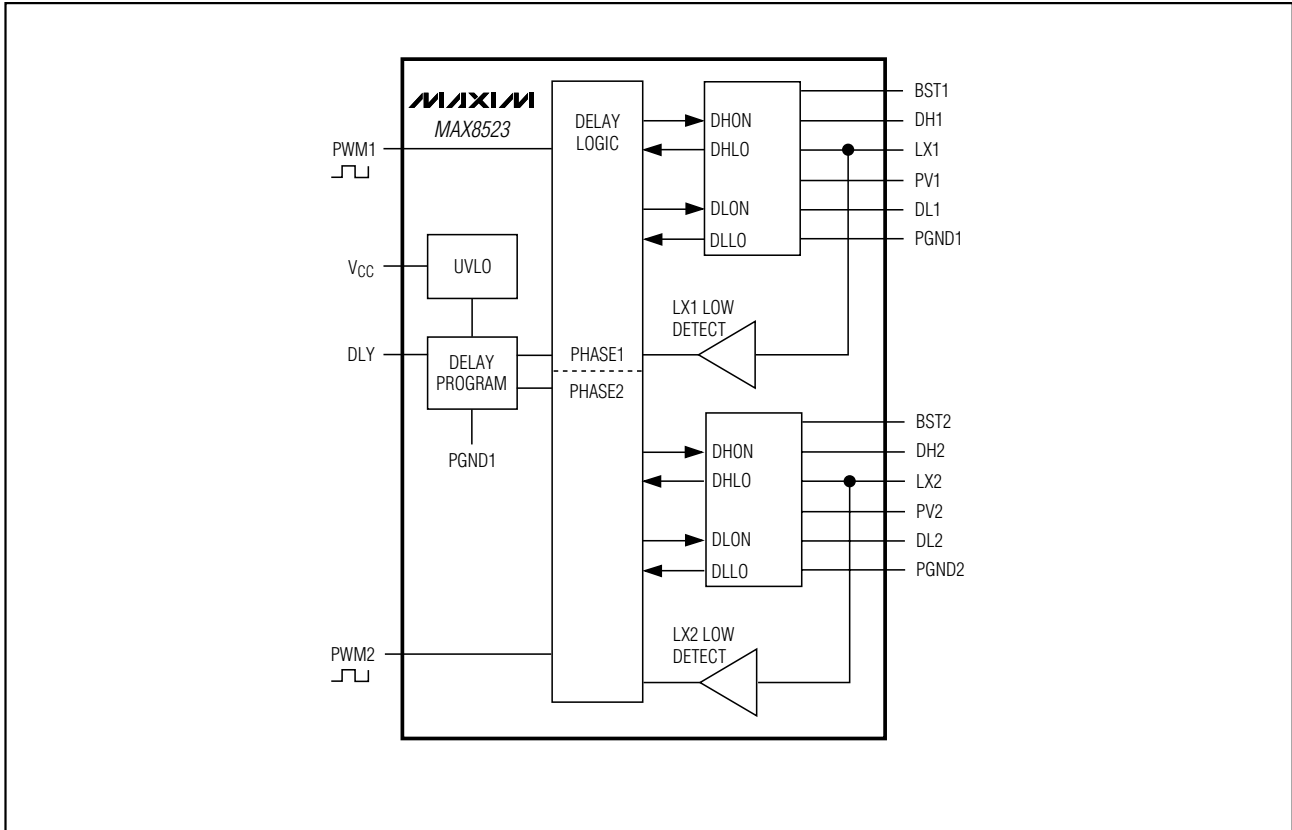 MAXIM
MAX8523
PWM1
VCC
DLY
PWM2
UVLO
DELAY
PROGRAM
PGND1
DELAY
LOGIC
PHASE1
PHASE2
DHON
DHLO
DLON
DLLO
BST1
DH1
LX1
PV1
DL1
PGND1
LX1 LOW
DETECT
DHON
DHLO
DLON
DLLO
BST2
DH2
LX2
PV2
DL2
PGND2
LX2 LOW
DETECT